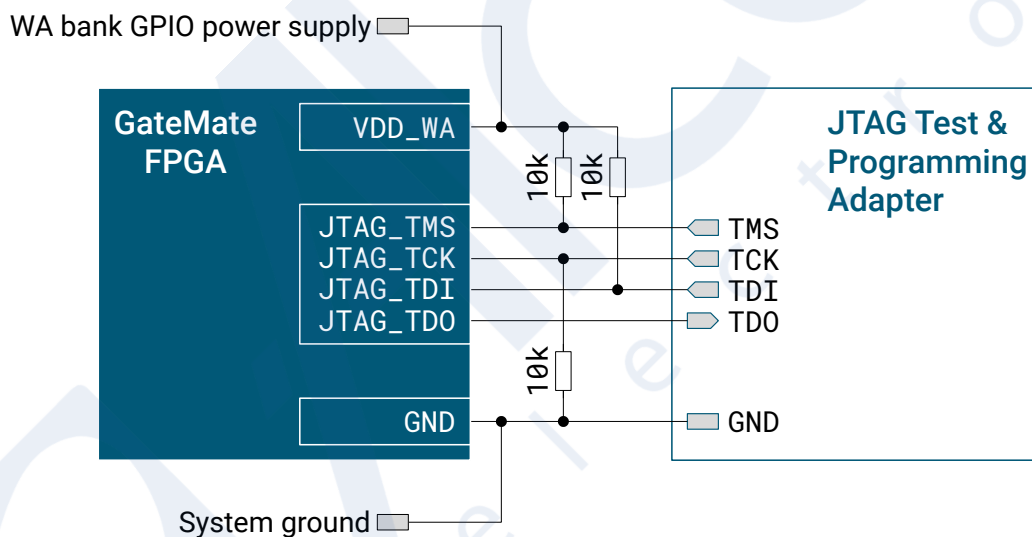 WA bank GPIO power supply
GateMate
FPGA
VDD_WA
10k
10k
JTAG Test &
Programming
Adapter
JTAG_TMS
JTAG_TCK
JTAG_TDI
JTAG_TDO
TMS
TCK
TDI
TDO
10k
GND
GND
System ground